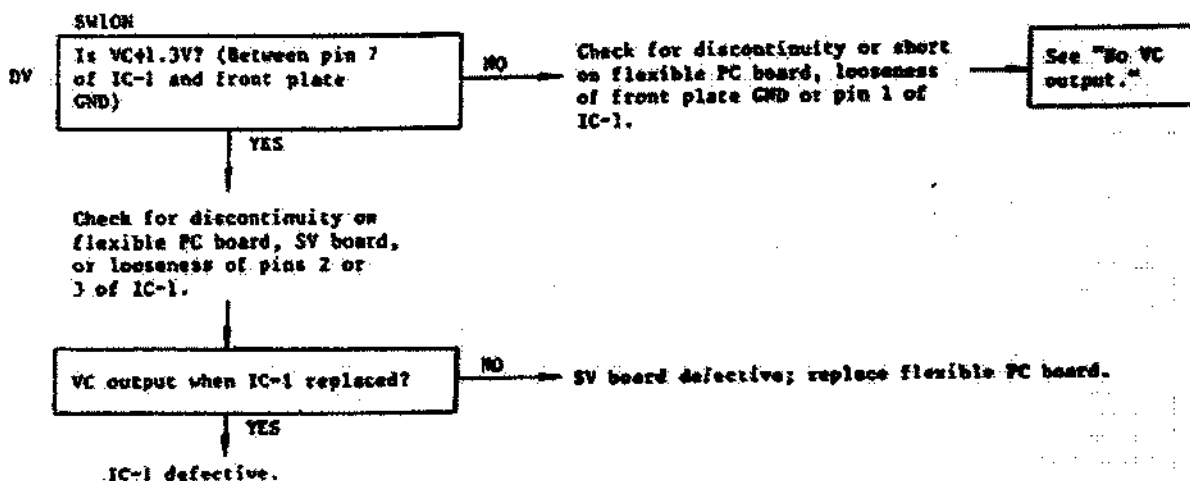 SW1ON
DV
Is VC+1.3V? (Between pin 7
of IC-1 and front plate
GND)
NO
Check for discontinuity or short
on flexible PC board, looseness
of front plate GND or pin 1 of
IC-1.
See "No VC
output."
YES
Check for discontinuity on
flexible PC board, SV board,
or looseness of pins 2 or
3 of IC-1.
VC output when IC-1 replaced?
NO
SV board defective; replace flexible PC board.
YES
IC-1 defective.